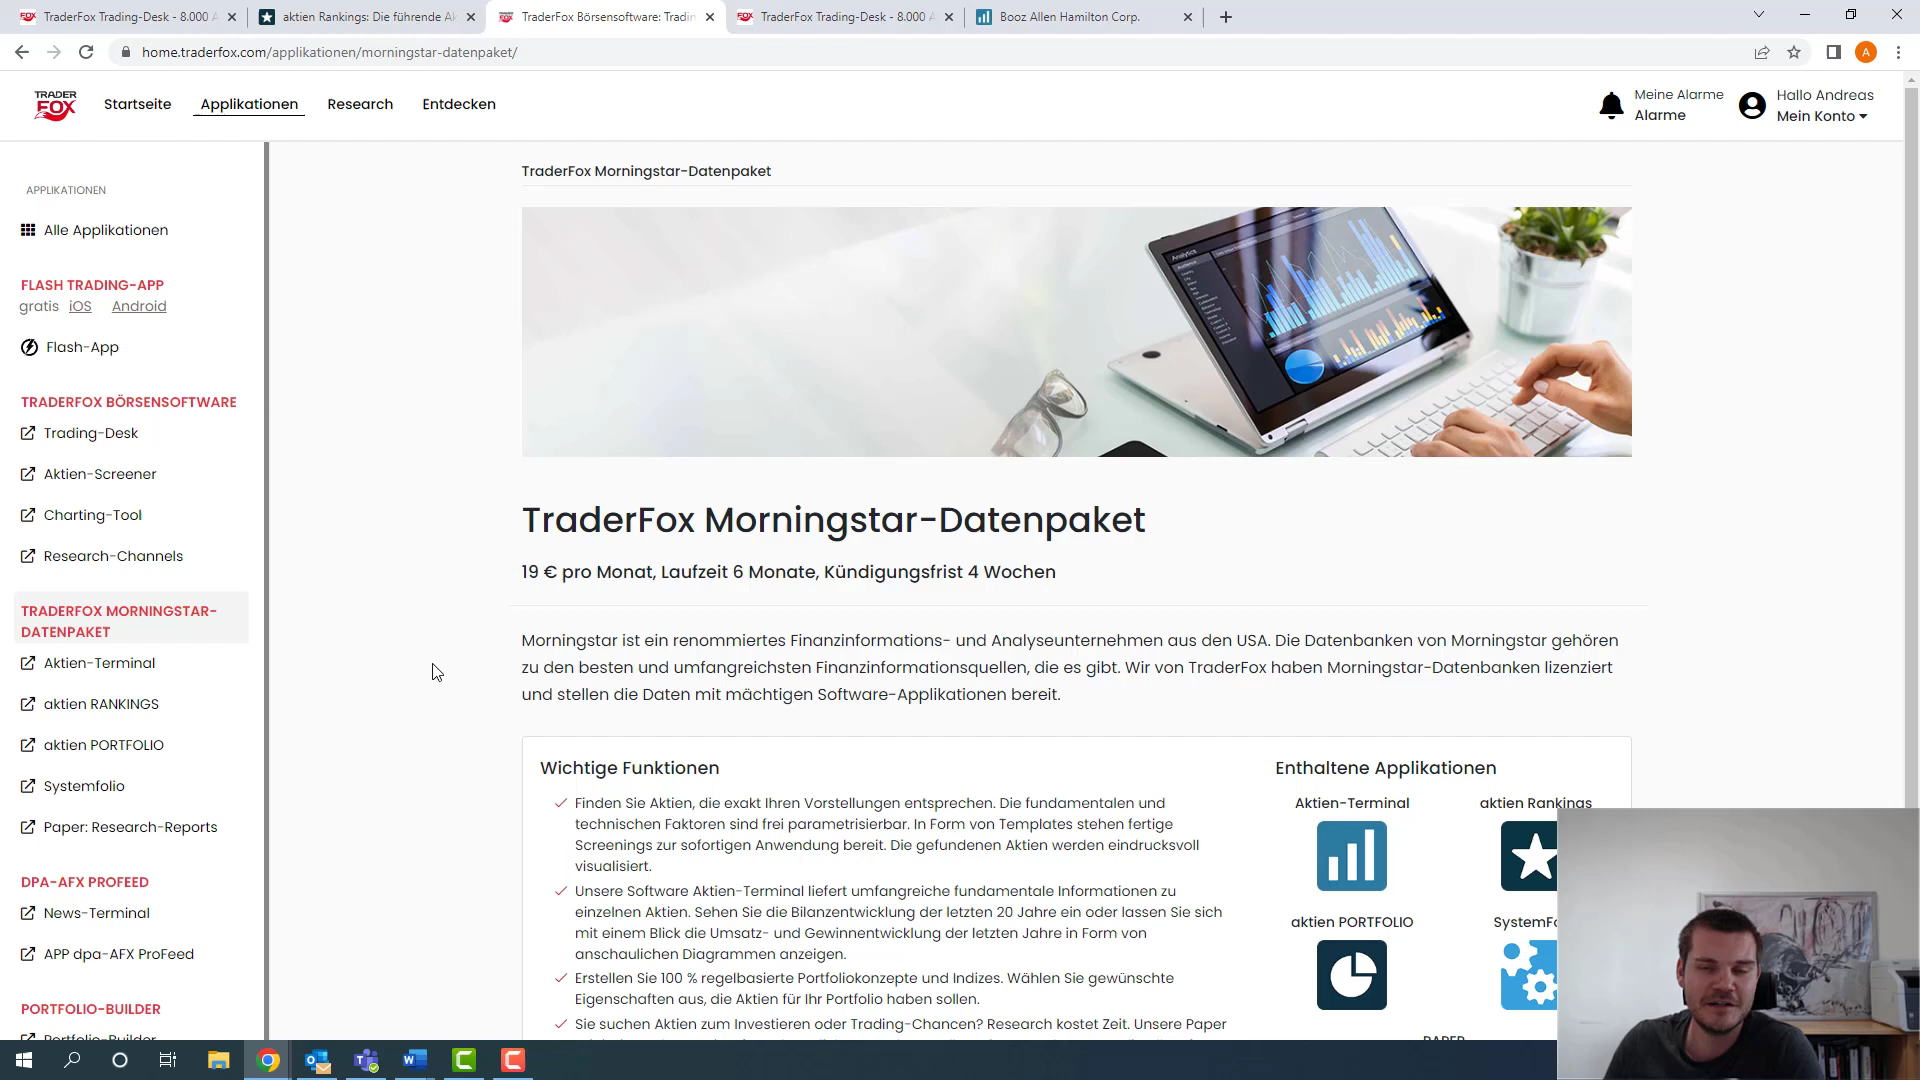 TraderFox Trading-Desk - 8.000 A
aktien Rankings: Die führende Ak
TraderFox Börsensoftware: Tradin
TraderFox Trading-Desk - 8.000 A
Booz Allen Hamilton Corp.
home.traderfox.com/applikationen/morningstar-datenpaket/
A
TRADER
FOX
Startseite
Applikationen
Research
Entdecken
Meine Alarme
Alarme
Hallo Andreas
Mein Konto
APPLIKATIONEN
Alle Applikationen
FLASH TRADING-APP
gratis iOS Android
Flash-App
TRADERFOX BÖRSENSOFTWARE
Trading-Desk
Aktien-Screener
Charting-Tool
Research-Channels
TRADERFOX MORNINGSTAR-
DATENPAKET
Aktien-Terminal
aktien RANKINGS
aktien PORTFOLIO
Systemfolio
Paper: Research-Reports
DPA-AFX PROFEED
News-Terminal
APP dpa-AFX ProFeed
PORTFOLIO-BUILDER
Portfolio-Builder
TraderFox Morningstar-Datenpaket
Analytics
TraderFox Morningstar-Datenpaket
19 € pro Monat, Laufzeit 6 Monate, Kündigungsfrist 4 Wochen
Morningstar ist ein renommiertes Finanzinformations- und Analyseunternehmen aus den USA. Die Datenbanken von Morningstar gehören
zu den besten und umfangreichsten Finanzinformationsquellen, die es gibt. Wir von TraderFox haben Morningstar-Datenbanken lizenziert
und stellen die Daten mit mächtigen Software-Applikationen bereit.
Wichtige Funktionen
Finden Sie Aktien, die exakt Ihren Vorstellungen entsprechen. Die fundamentalen und
technischen Faktoren sind frei parametrisierbar. In Form von Templates stehen fertige
Screenings zur sofortigen Anwendung bereit. Die gefundenen Aktien werden eindrucksvoll
visualisiert.
Unsere Software Aktien-Terminal liefert umfangreiche fundamentale Informationen zu
einzelnen Aktien. Sehen Sie die Bilanzentwicklung der letzten 20 Jahre ein oder lassen Sie sich
mit einem Blick die Umsatz- und Gewinnentwicklung der letzten Jahre in Form von
anschaulichen Diagrammen anzeigen.
Erstellen Sie 100 % regelbasierte Portfoliokonzepte und Indizes. Wählen Sie gewünschte
Eigenschaften aus, die Aktien für Ihr Portfolio haben sollen.
Sie suchen Aktien zum Investieren oder Trading-Chancen? Research kostet Zeit. Unsere Paper
Enthaltene Applikationen
Aktien-Terminal
aktien Rankings
aktien PORTFOLIO
SystemFo
PAPER